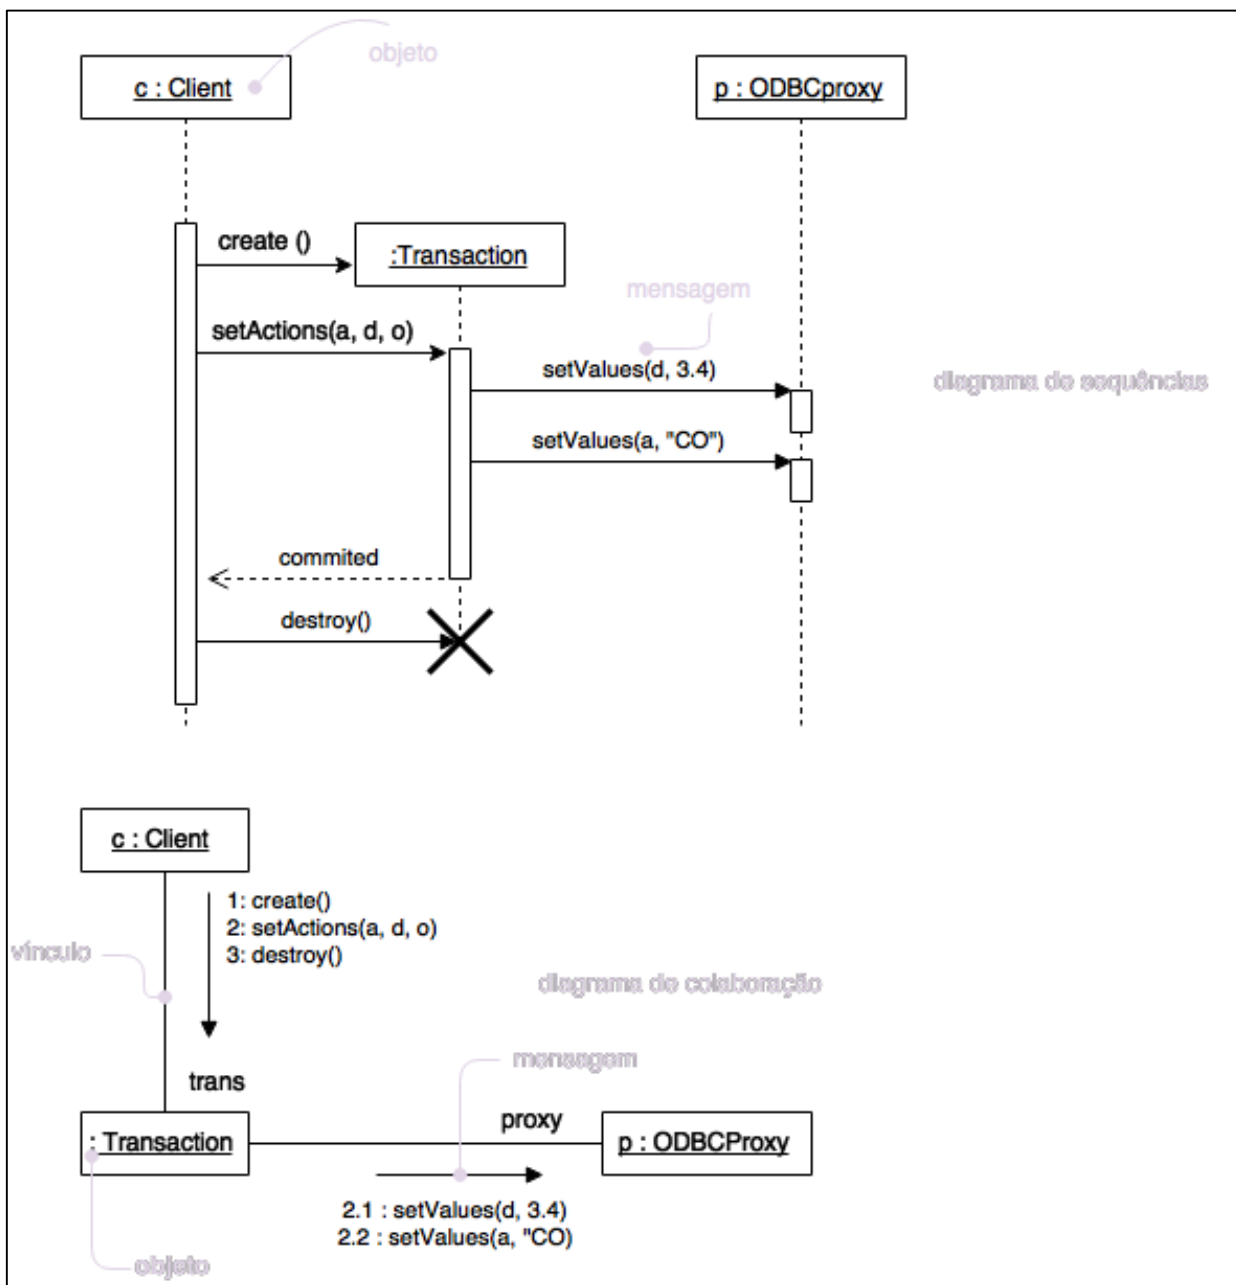 objeto
c : Client
p : ODBCproxy
create ()
:Transaction
mensagem
setActions(a, d, o)
setValues(d, 3.4)
diagrama de sequências
setValues(a, "CO")
commited
destroy()
c : Client
1: create()
2: setActions(a, d, o)
3: destroy()
vínculo
diagrama de colaboração
mensagem
trans
proxy
: Transaction
p : ODBCProxy
2.1 : setValues(d, 3.4)
2.2 : setValues(a, "CO)
objeto